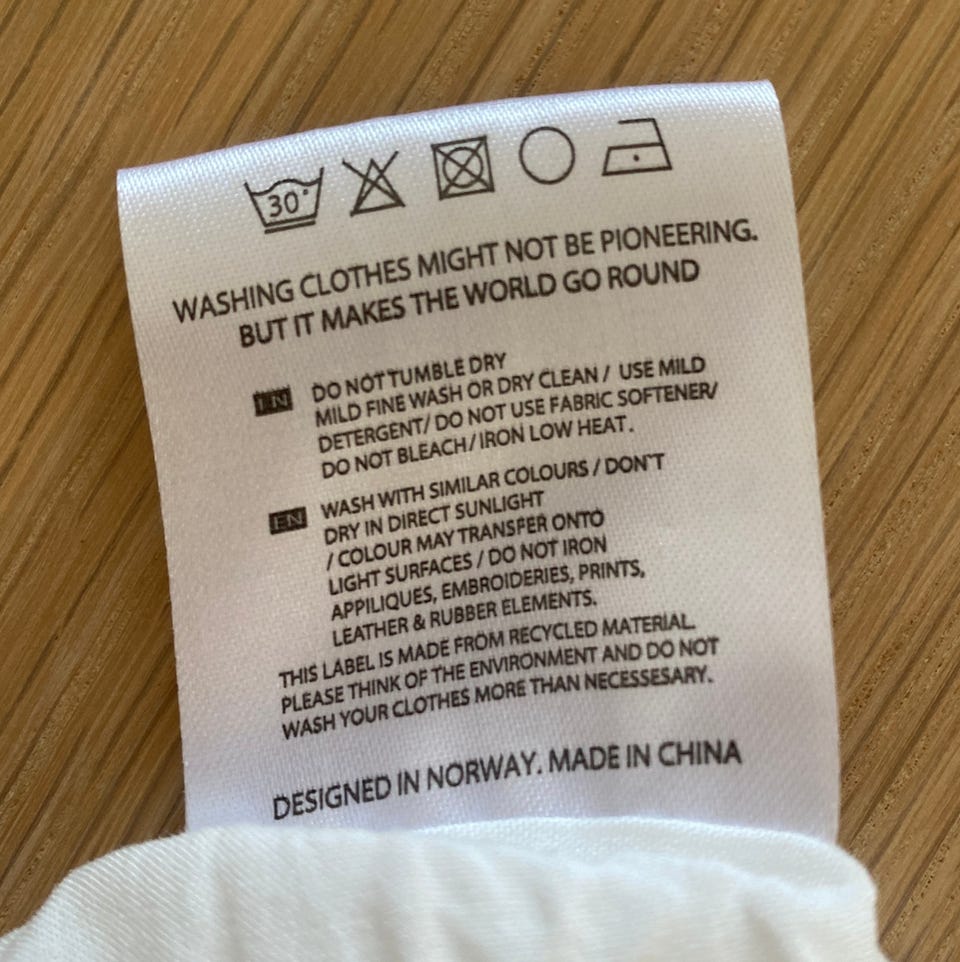 30°
WASHING CLOTHES MIGHT NOT BE PIONEERING.
BUT IT MAKES THE WORLD GO ROUND
EN DO NOT TUMBLE DRY
MILD FINE WASH OR DRY CLEAN / USE MILD
DETERGENT/ DO NOT USE FABRIC SOFTENER/
DO NOT BLEACH / IRON LOW HEAT.
EN WASH WITH SIMILAR COLOURS / DON'T
DRY IN DIRECT SUNLIGHT
/ COLOUR MAY TRANSFER ONTO
LIGHT SURFACES / DO NOT IRON
APPILIQUES, EMBROIDERIES, PRINTS,
LEATHER & RUBBER ELEMENTS.
THIS LABEL IS MADE FROM RECYCLED MATERIAL.
PLEASE THINK OF THE ENVIRONMENT AND DO NOT
WASH YOUR CLOTHES MORE THAN NECESSESARY.
DESIGNED IN NORWAY. MADE IN CHINA